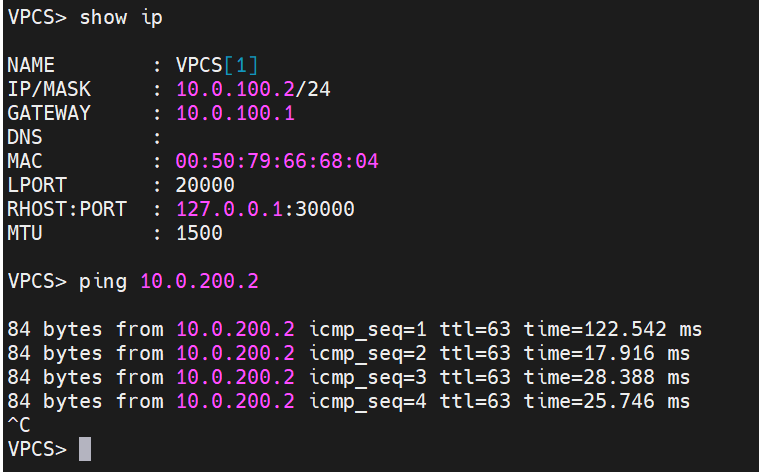 VPCS> show ip
NAME : VPCS[1]
IP/MASK : 10.0.100.2/24
GATEWAY : 10.0.100.1
DNS :
MAC : 00:50:79:66:68:04
LPORT : 20000
RHOST:PORT : 127.0.0.1:30000
MTU : 1500
VPCS> ping 10.0.200.2
84 bytes from 10.0.200.2 icmp_seq=1 ttl=63 time=122.542 ms
84 bytes from 10.0.200.2 icmp_seq=2 ttl=63 time=17.916 ms
84 bytes from 10.0.200.2 icmp_seq=3 ttl=63 time=28.388 ms
84 bytes from 10.0.200.2 icmp_seq=4 ttl=63 time=25.746 ms
^C
VPCS>